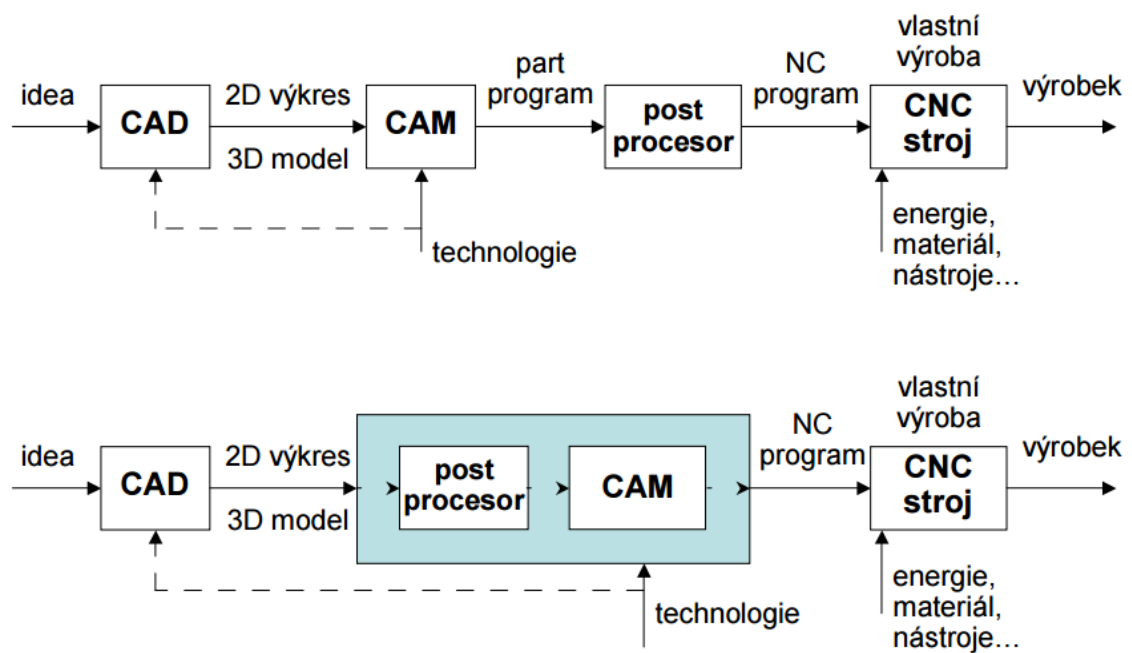 idea
CAD
2D výkres
3D model
CAM
part
program
post
procesor
NC
program
vlastní
výroba
CNC
stroj
výrobek
technologie
energie,
materiál,
nástroje…
idea
CAD
2D výkres
3D model
post
procesor
CAM
NC
program
vlastní
výroba
CNC
stroj
výrobek
technologie
energie,
materiál,
nástroje…